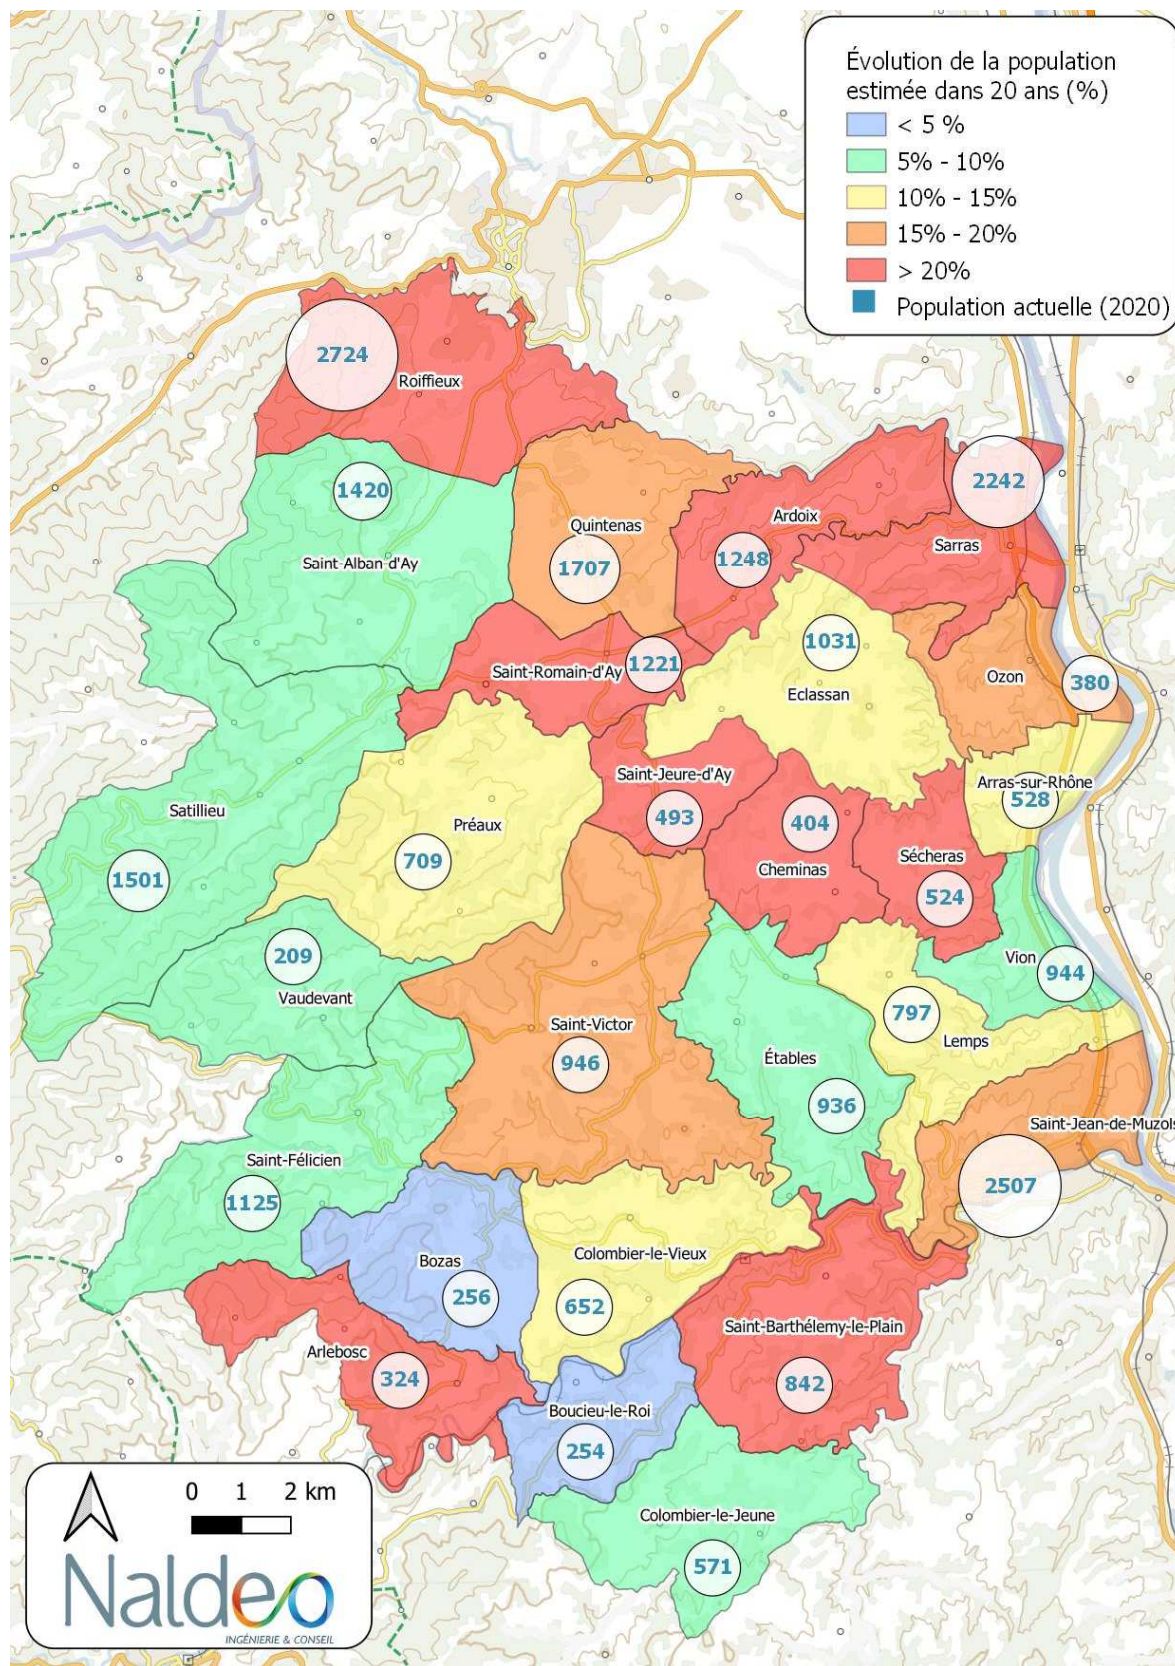 Évolution de la population
estimée dans 20 ans (%)
< 5 %
5% - 10%
10% - 15%
15% - 20%
> 20%
Population actuelle (2020)
2724
Roiffieux
1420
Saint-Alban-d'Ay
Quintenas
1707
Ardoix
1248
2242
Sarras
Saint-Romain-d'Ay
1221
1031
Eclassan
Ozon
380
Saint-Jeure-d'Ay
493
404
Cheminas
Arras-sur-Rhône
528
Satillieu
1501
Préaux
709
Sécheras
524
209
Vaudevant
Vion
944
797
Lemps
Saint-Victor
946
Étables
936
Saint-Jean-de-Muzols
2507
Saint-Félicien
1125
Bozas
256
Colombier-le-Vieux
652
Saint-Barthélemy-le-Plain
842
Arlebosc
324
Boucieu-le-Roi
254
Colombier-le-Jeune
571
0 1 2 km
Naldeo
INGÉNIERIE & CONSEIL